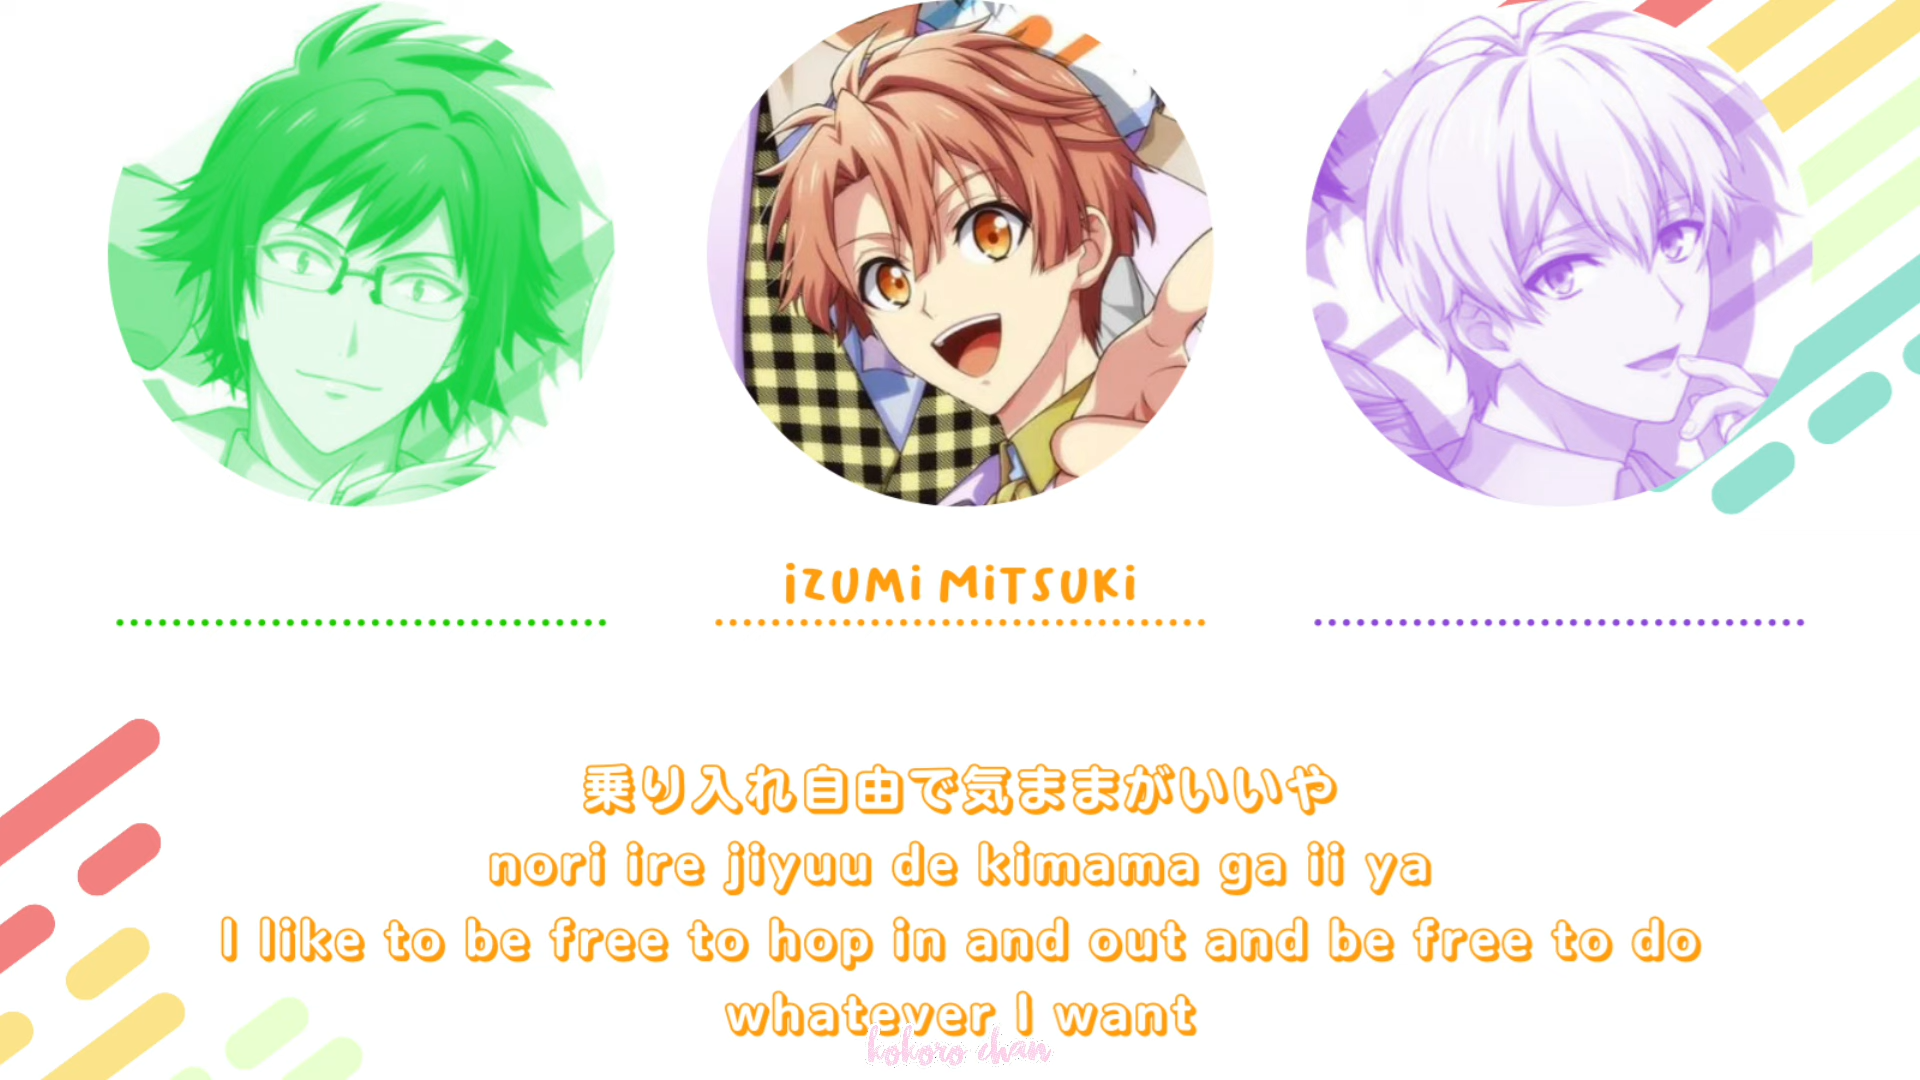 iZUMi MiTSUKi
乗り入れ自由で気ままがいいや
nori ire jiyuu de kimama ga ii ya
I like to be free to hop in and out and be free to do
whatever I want
kokoro chan